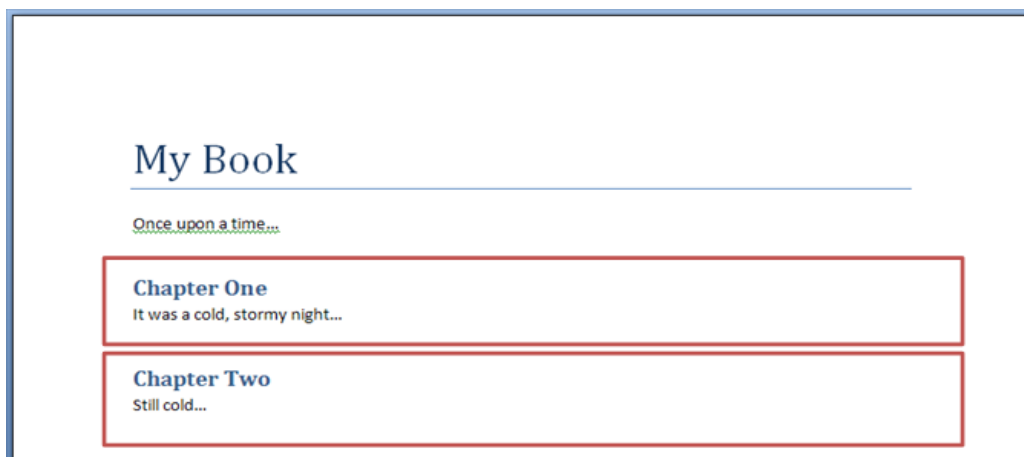 My Book
Once upon a time...
Chapter One
It was a cold, stormy night...
Chapter Two
Still cold...